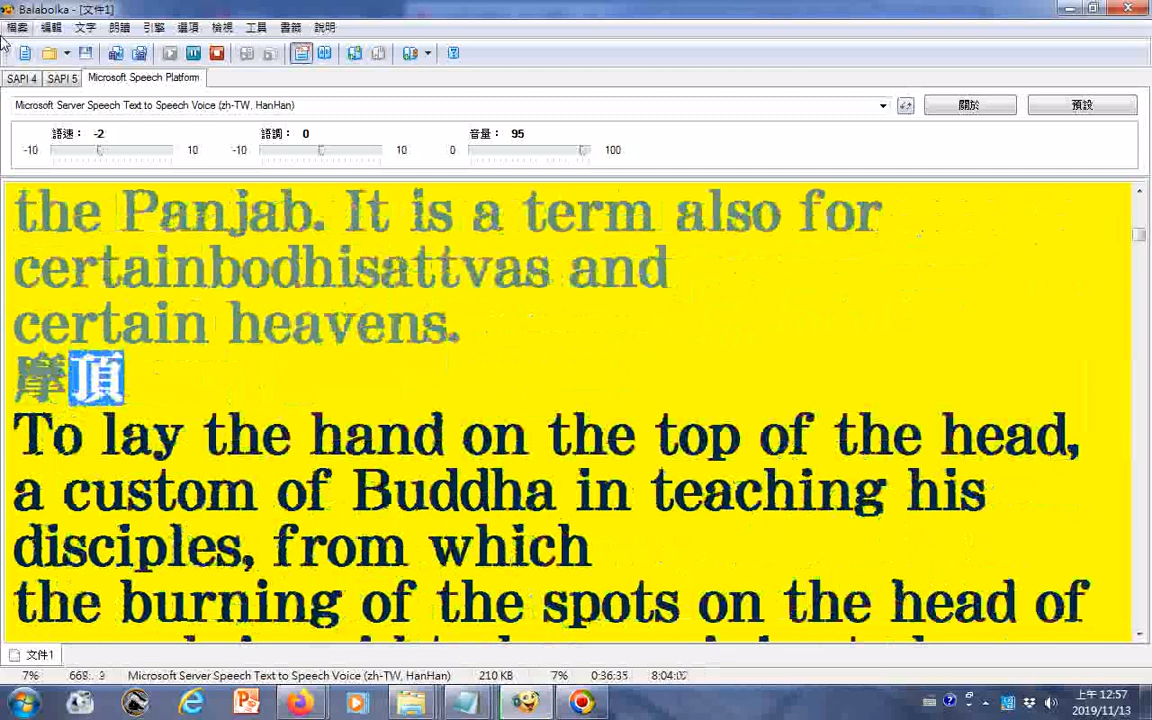 Balabolka - [文件1]
檔案 編輯 文字 朗讀 引擎 選項 檢視 工具 書籤 說明
SAPI 4 SAPI 5 Microsoft Speech Platform
Microsoft Server Speech Text to Speech Voice (zh-TW, HanHan) 關於 預設
語速： -2 語調： 0 音量： 95
-10 10 -10 10 0 100
the Panjab. It is a term also for
certainbodhisattvas and
certain heavens.
摩頂
To lay the hand on the top of the head,
a custom of Buddha in teaching his
disciples, from which
the burning of the spots on the head of
文件1
7% Microsoft Server Speech Text to Speech Voice (zh-TW, HanHan) 210 KB 7% 0:36:35
上午 12:57
2019/11/13